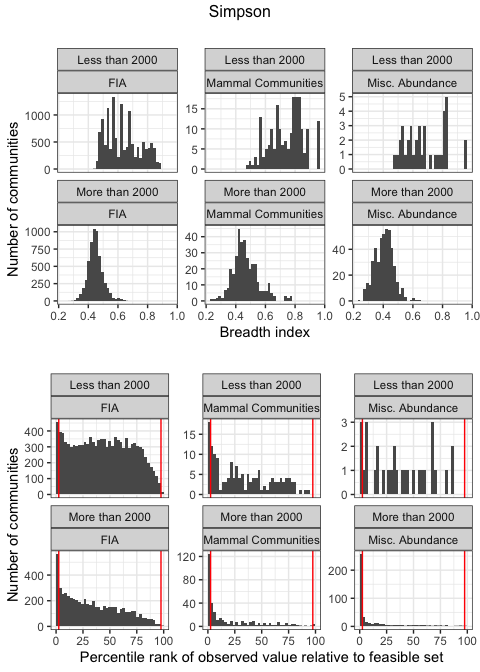 Simpson
Less than 2000 Less than 2000 Less than 2000
FIA Mammal Communities Misc. Abundance
1000 15 5
500 10 4
0 5 3
0 2
1
0
More than 2000 More than 2000 More than 2000
FIA Mammal Communities Misc. Abundance
1000 40 40
750 30 20
500 20 0
250 10
0 0
0.2 0.4 0.6 0.8 1.0 0.2 0.4 0.6 0.8 1.0 0.2 0.4 0.6 0.8 1.0
Number of communities
Breadth index
Less than 2000 Less than 2000 Less than 2000
FIA Mammal Communities Misc. Abundance
400 15 3
300 10 2
200 5 1
100 0 0
0
More than 2000 More than 2000 More than 2000
FIA Mammal Communities Misc. Abundance
400 120 200
200 80 100
0 40 0
0
0 25 50 75 100 0 25 50 75 100 0 25 50 75 100
Number of communities
Percentile rank of observed value relative to feasible set